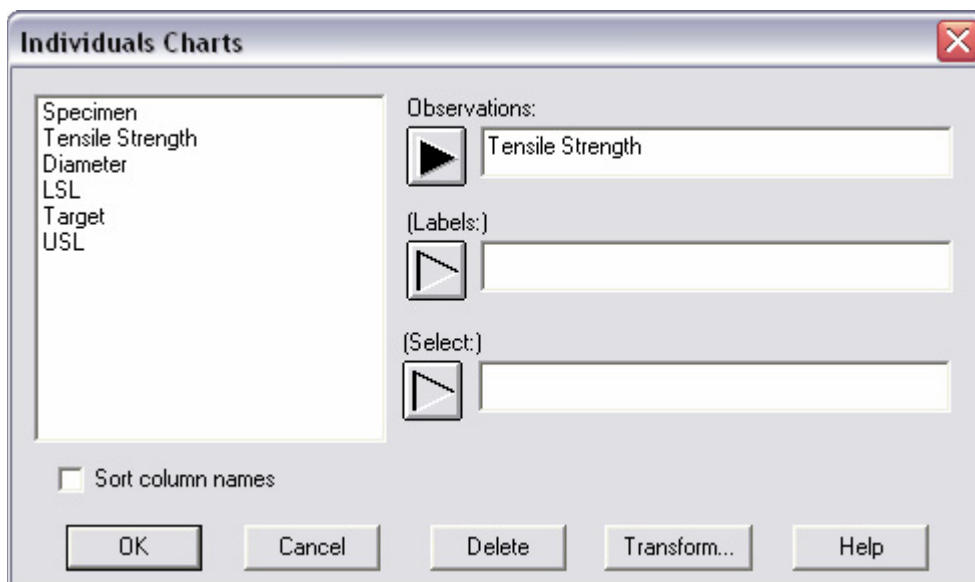 Individuals Charts
Specimen
Tensile Strength
Diameter
LSL
Target
USL
Observations:
Tensile Strength
(Labels:)
(Select:)
Sort column names
OK
Cancel
Delete
Transform...
Help